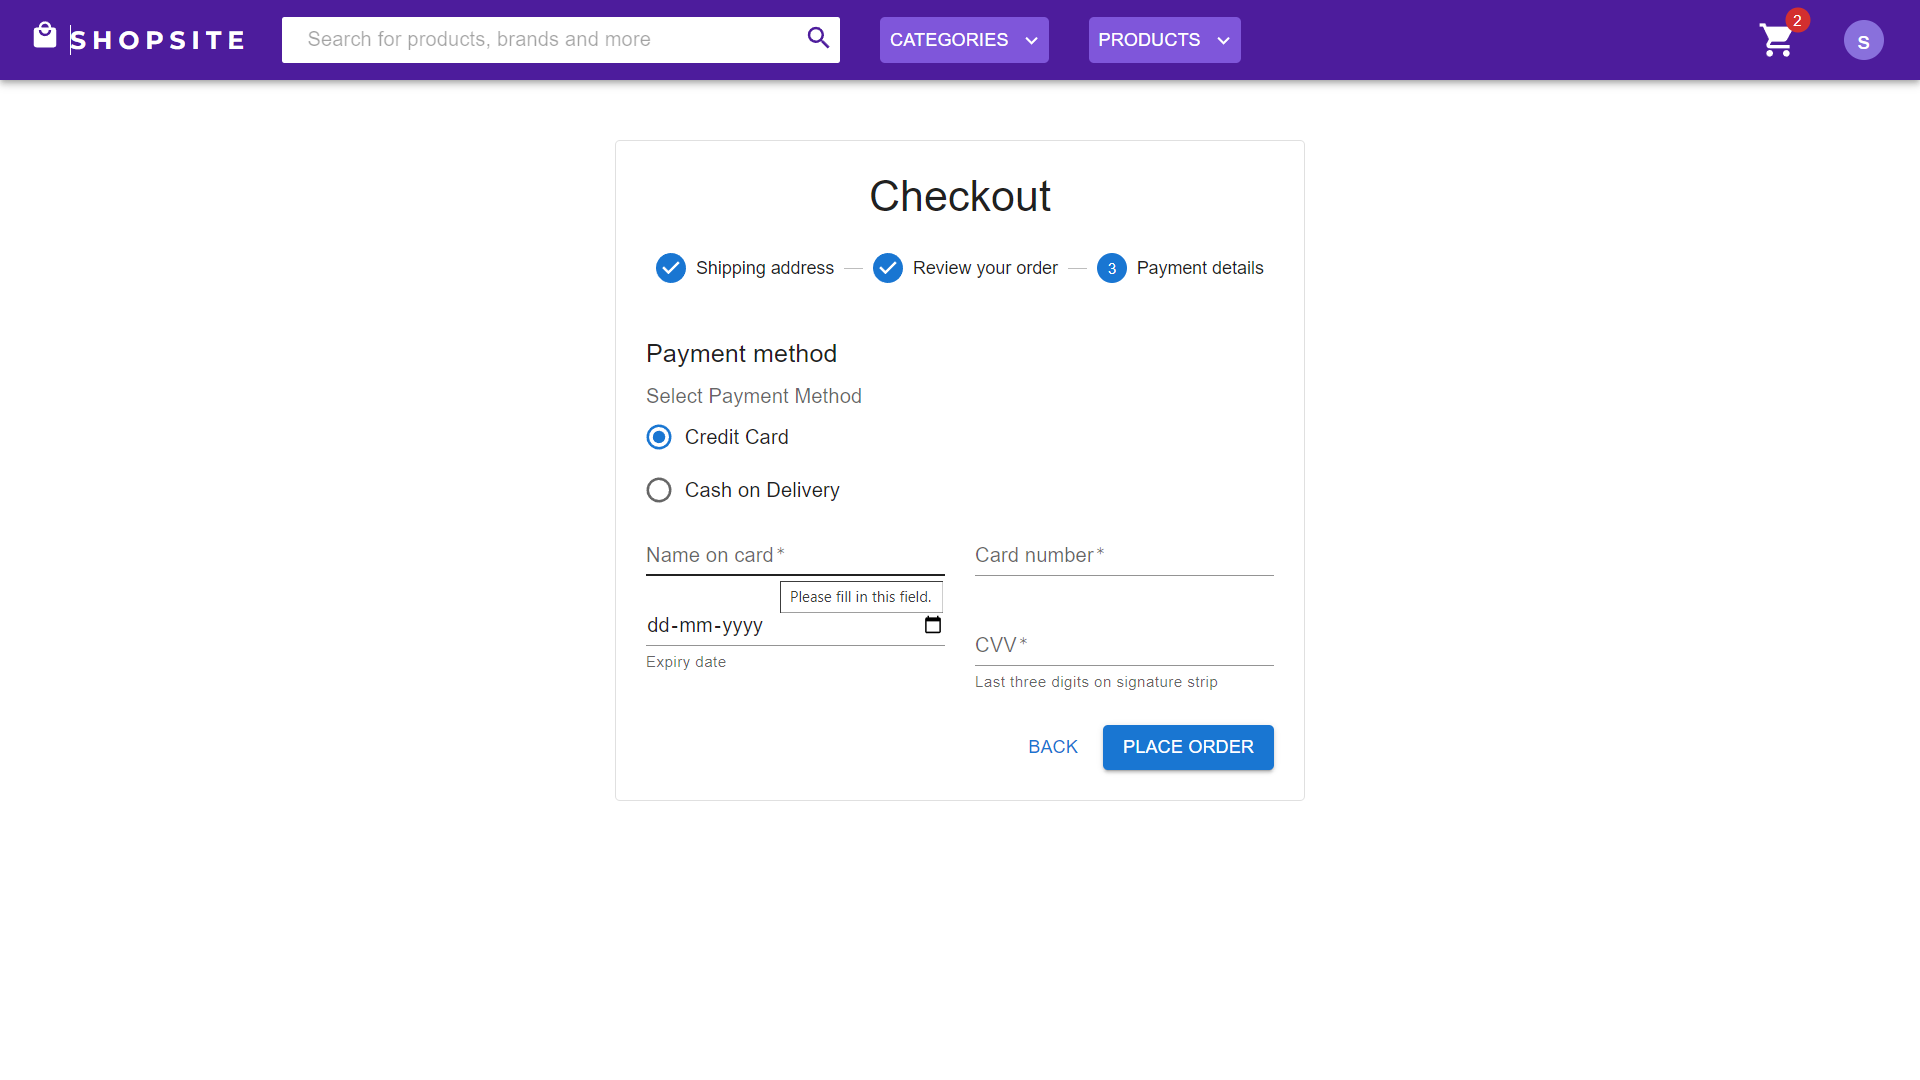 SHOPSITE
Search for products, brands and more
CATEGORIES
PRODUCTS
2
S
Checkout
Shipping address
Review your order
3 Payment details
Payment method
Select Payment Method
Credit Card
Cash on Delivery
Name on card *
Card number *
Please fill in this field.
dd-mm-yyyy
Expiry date
CVV *
Last three digits on signature strip
BACK
PLACE ORDER